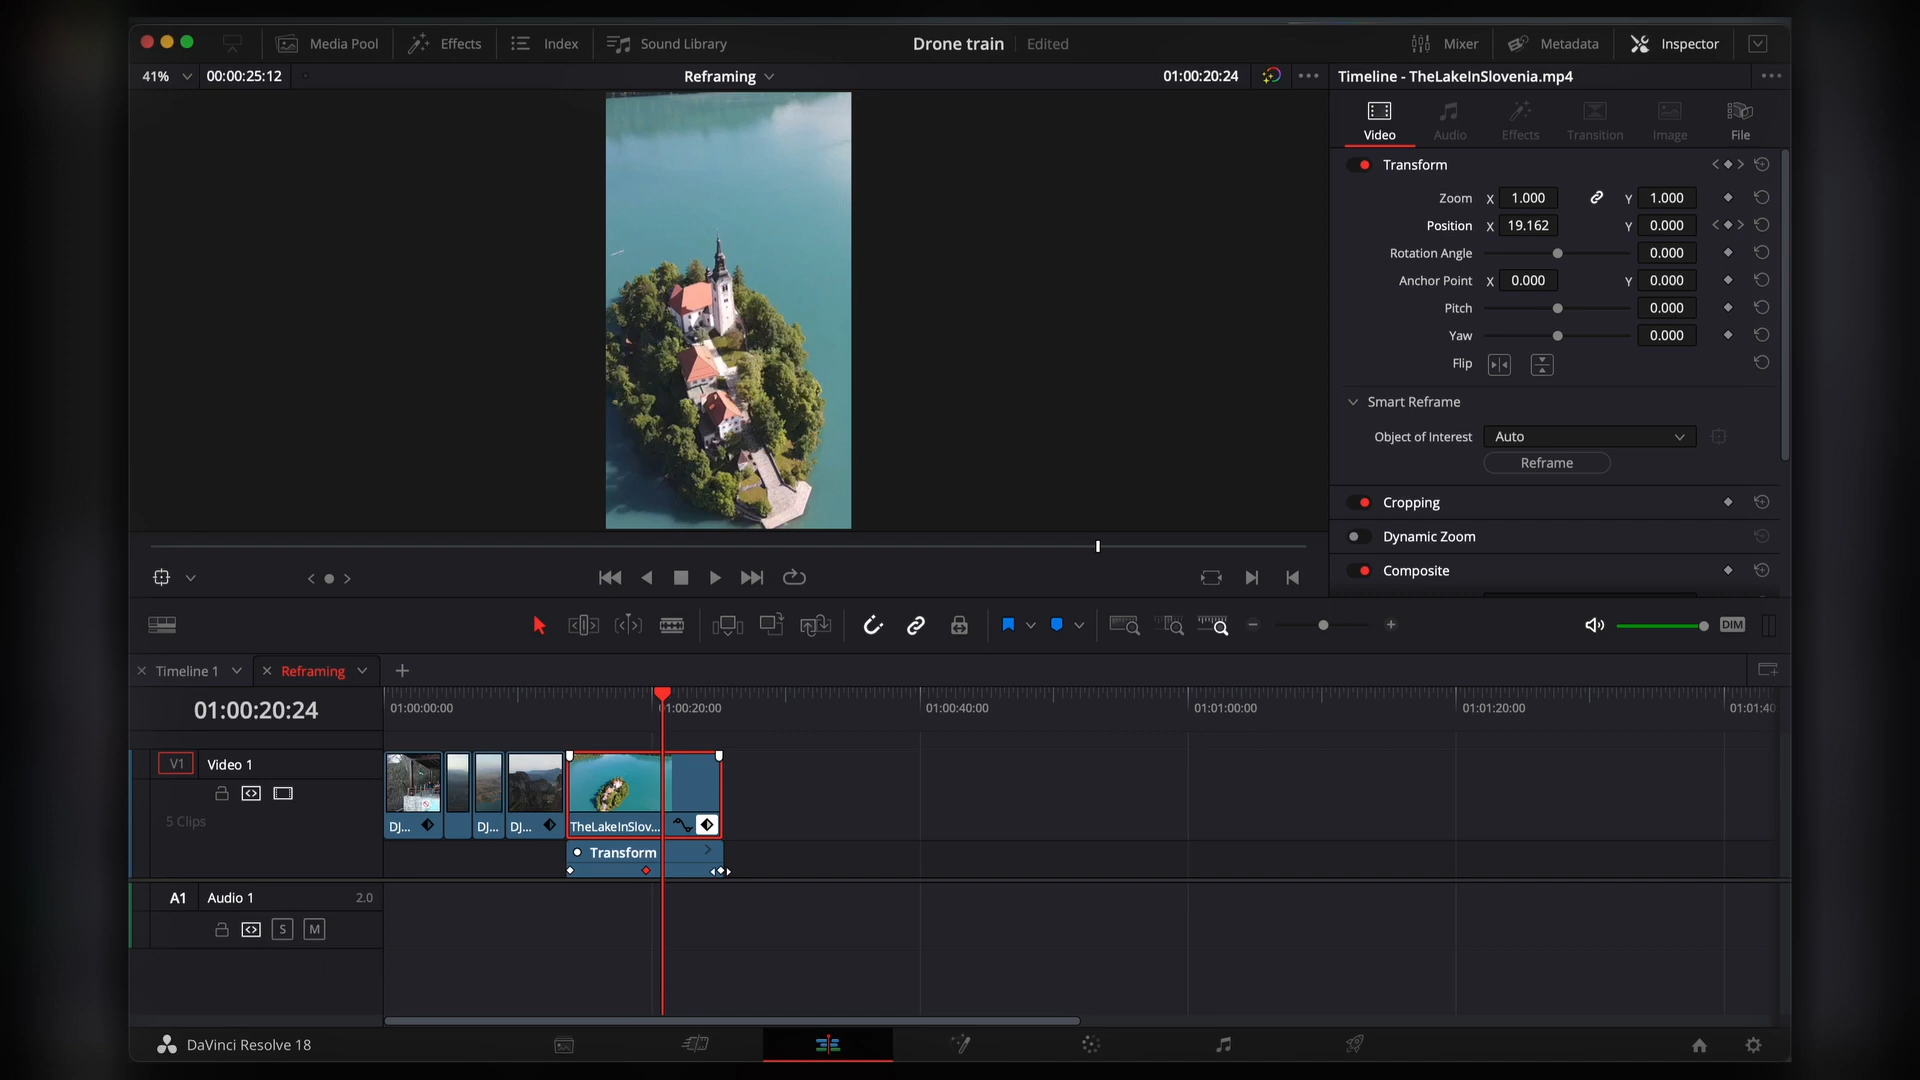 Media Pool
Effects
Index
Sound Library
Drone train
Edited
Mixer
Metadata
Inspector
41%
00:00:25:12
Reframing
01:00:20:24
Timeline - TheLakeInSlovenia.mp4
Video
Audio
Effects
Transition
Image
File
Transform
Zoom X 1.000 Y 1.000
Position X 19.162 Y 0.000
Rotation Angle 0.000
Anchor Point X 0.000 Y 0.000
Pitch 0.000
Yaw 0.000
Flip
Smart Reframe
Object of Interest Auto
Reframe
Cropping
Dynamic Zoom
Composite
DIM
Timeline 1
Reframing
01:00:20:24
01:00:00:00
01:00:20:00
01:00:40:00
01:01:00:00
01:01:20:00
01:01:40
V1 Video 1
5 Clips
DJ...
DJ...
DJ...
TheLakeInSlov...
Transform
A1 Audio 1 2.0
S M
DaVinci Resolve 18